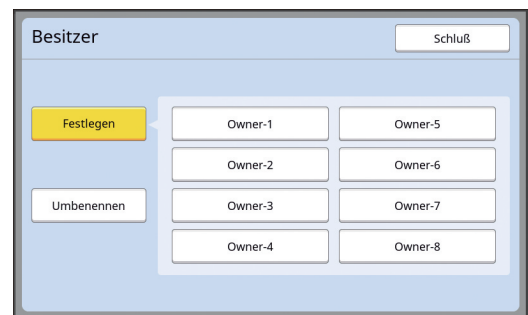 Besitzer
Schluß
Festlegen
Owner-1
Owner-5
Owner-2
Owner-6
Umbenennen
Owner-3
Owner-7
Owner-4
Owner-8